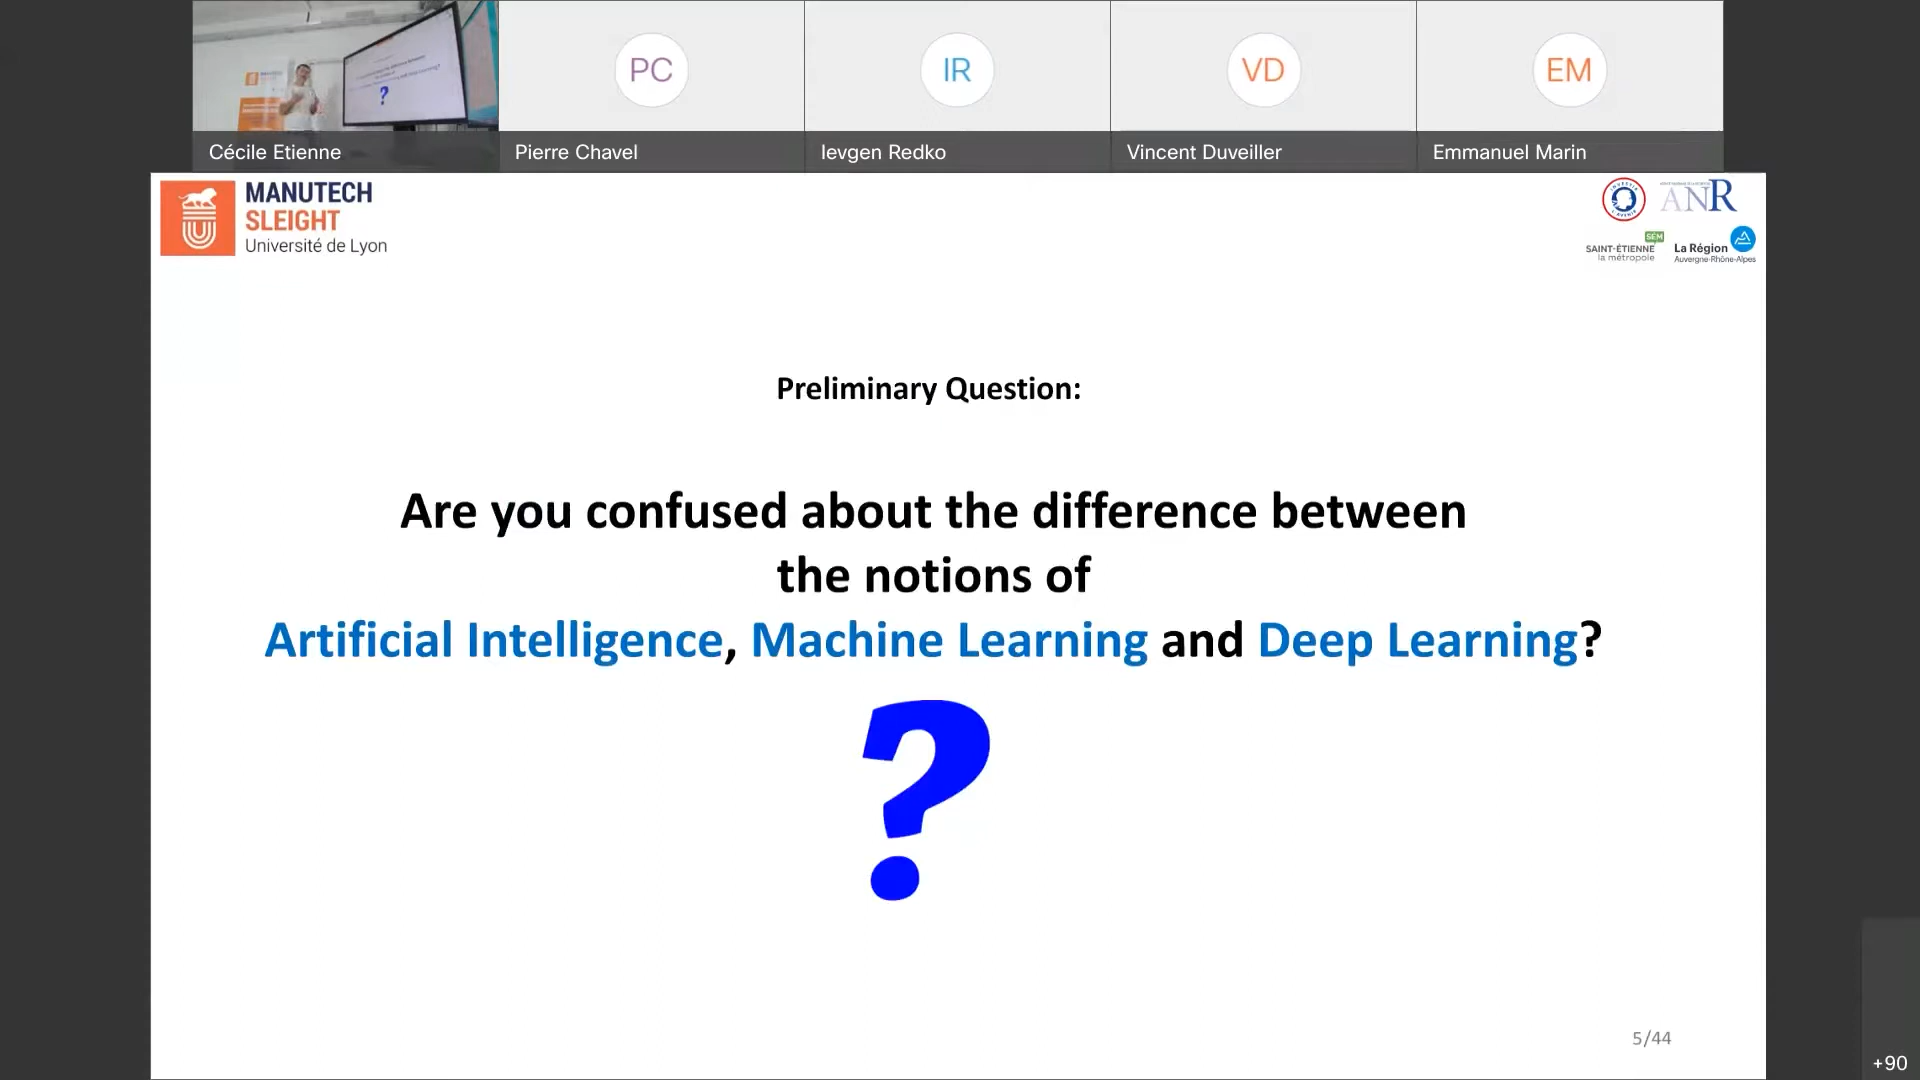 PC
IR
VD
EM
Cécile Etienne
Pierre Chavel
Ievgen Redko
Vincent Duveiller
Emmanuel Marin
MANUTECH
SLEIGHT
Université de Lyon
ANR
SEM
SAINT-ÉTIENNE
la métropole
La Région
Auvergne-Rhône-Alpes
Preliminary Question:
Are you confused about the difference between
the notions of
Artificial Intelligence, Machine Learning and Deep Learning?
?
5/44
+90